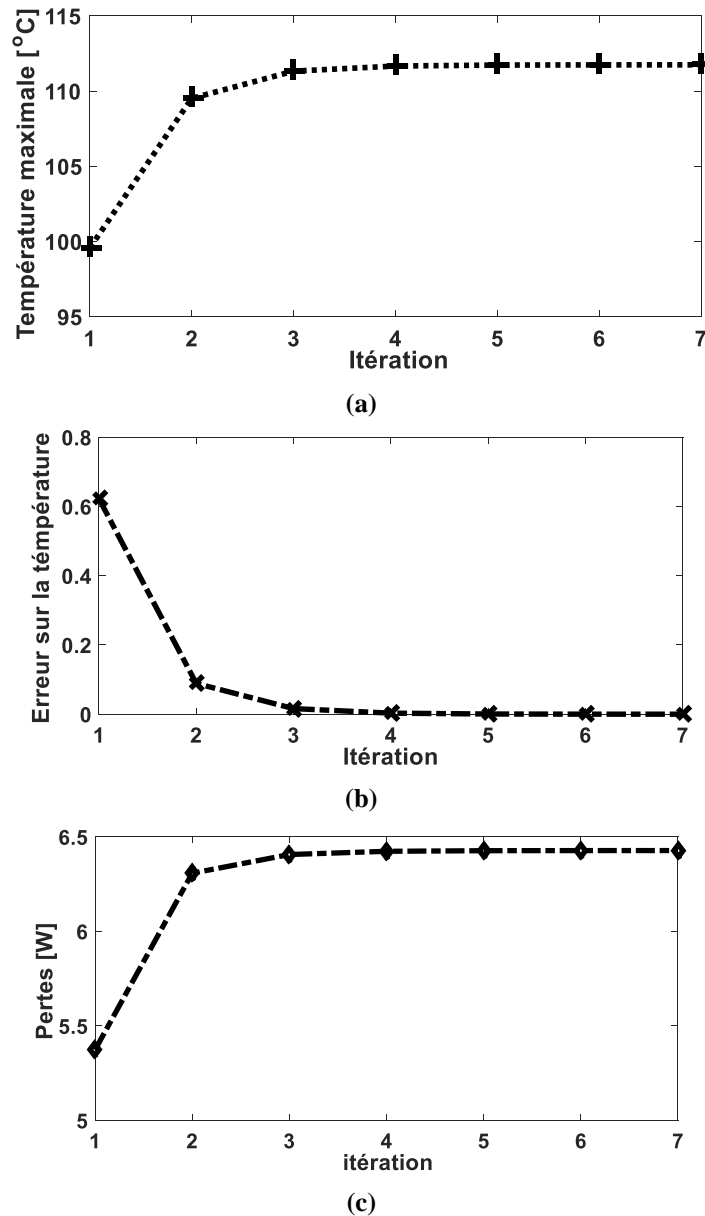 115
110
105
100
95
Température maximale [°C]
1 2 3 4 5 6 7
Itération
(a)
0.8
0.6
0.4
0.2
0
Erreur sur la témpérature
1 2 3 4 5 6 7
Itération
(b)
6.5
6
5.5
5
Pertes [W]
1 2 3 4 5 6 7
itération
(c)